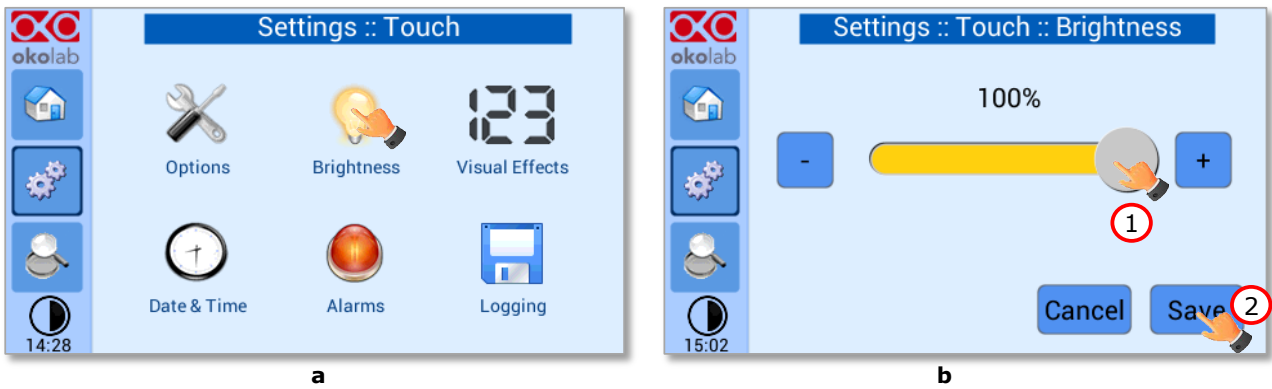 okolab
Settings :: Touch
Options
Brightness
Visual Effects
Date & Time
Alarms
Logging
14:28
a
okolab
Settings :: Touch :: Brightness
100%
-
+
1
Cancel
Save
2
15:02
b